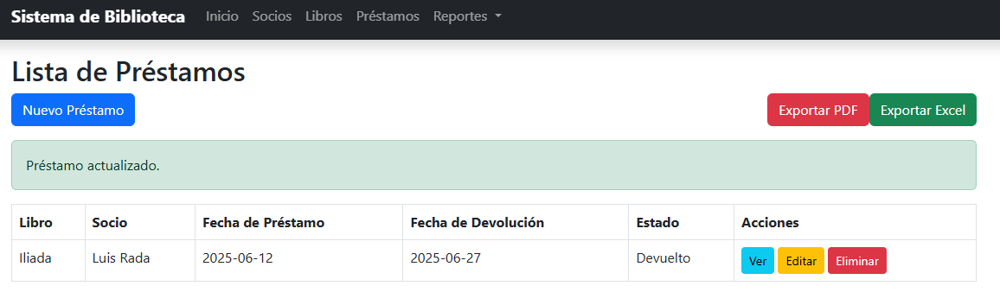 Sistema de Biblioteca Inicio Socios Libros Préstamos Reportes
Lista de Préstamos
Nuevo Préstamo Exportar PDF Exportar Excel
Préstamo actualizado.
Libro Socio Fecha de Préstamo Fecha de Devolución Estado Acciones
Iliada Luis Rada 2025-06-12 2025-06-27 Devuelto Ver Editar Eliminar